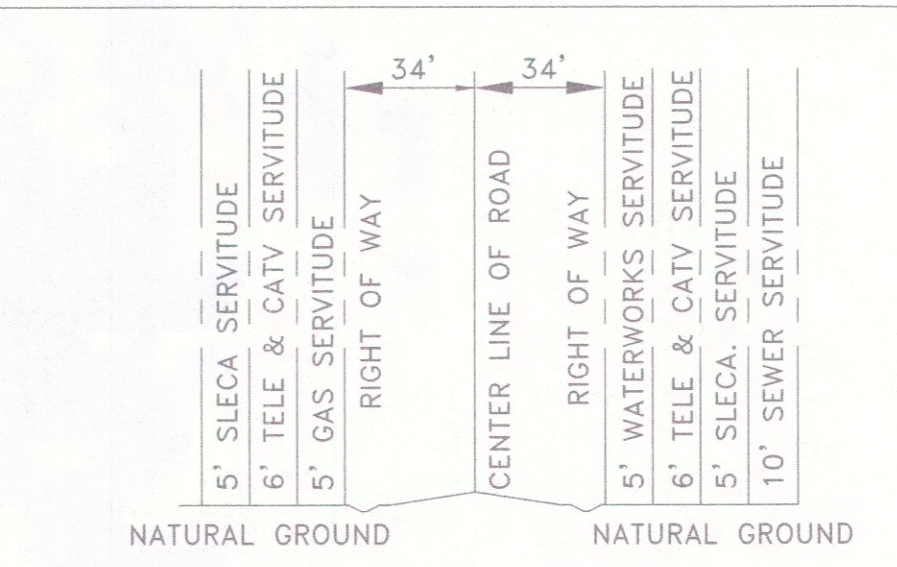 34'
34'
5' SLECA SERVITUDE
6' TELE & CATV SERVITUDE
5' GAS SERVITUDE
RIGHT OF WAY
CENTER LINE OF ROAD
RIGHT OF WAY
5' WATERWORKS SERVITUDE
6' TELE & CATV SERVITUDE
5' SLECA. SERVITUDE
10' SEWER SERVITUDE
NATURAL GROUND
NATURAL GROUND